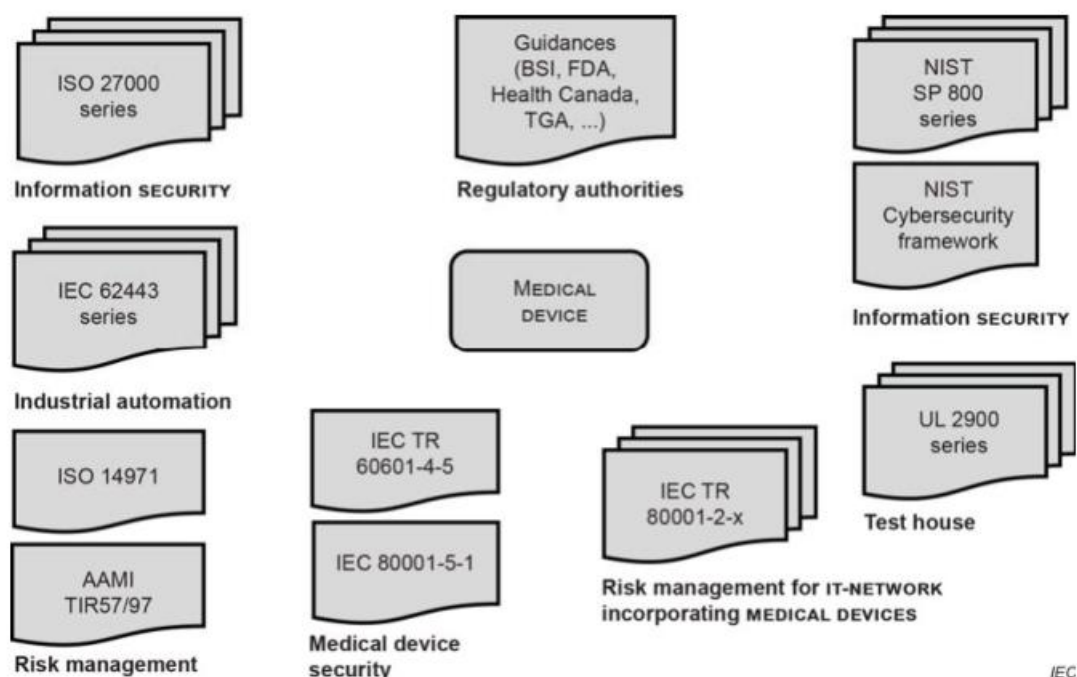 ISO 27000
series
Information SECURITY
Guidances
(BSI, FDA,
Health Canada,
TGA, ...)
Regulatory authorities
NIST
SP 800
series
NIST
Cybersecurity
framework
Information SECURITY
IEC 62443
series
Industrial automation
MEDICAL
DEVICE
UL 2900
series
Test house
ISO 14971
AAMI
TIR57/97
Risk management
IEC TR
60601-4-5
IEC 80001-5-1
Medical device
security
IEC TR
80001-2-x
Risk management for IT-NETWORK
incorporating MEDICAL DEVICES
IEC